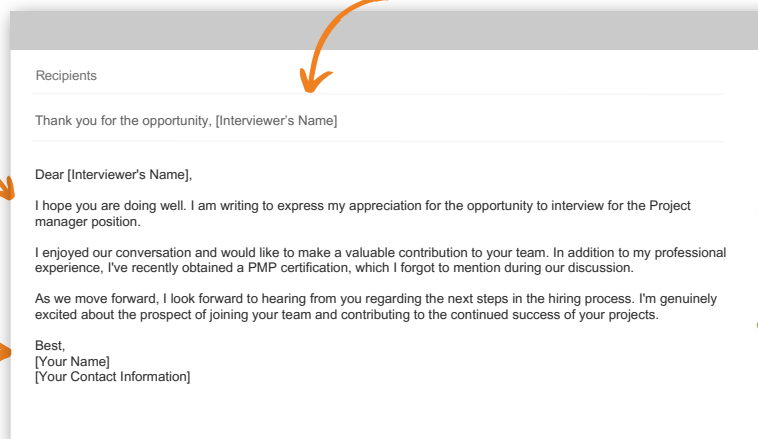 Recipients
Thank you for the opportunity, [Interviewer’s Name]
Dear [Interviewer's Name],
I hope you are doing well. I am writing to express my appreciation for the opportunity to interview for the Project
manager position.
I enjoyed our conversation and would like to make a valuable contribution to your team. In addition to my professional
experience, I've recently obtained a PMP certification, which I forgot to mention during our discussion.
As we move forward, I look forward to hearing from you regarding the next steps in the hiring process. I'm genuinely
excited about the prospect of joining your team and contributing to the continued success of your projects.
Best,
[Your Name]
[Your Contact Information]